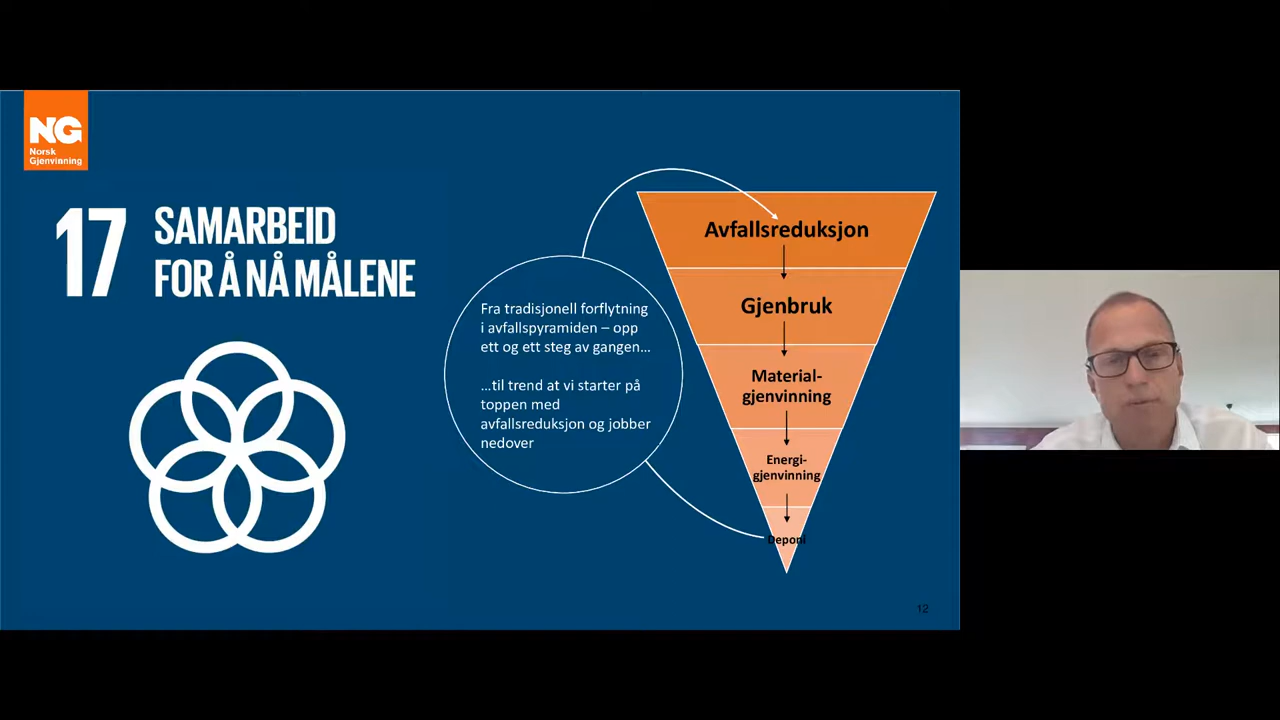 NG
Norsk
Gjenvinning
17
SAMARBEID
FOR Å NÅ MÅLENE
Fra tradisjonell forflytning
i avfallspyramiden – opp
ett og ett steg av gangen...
...til trend at vi starter på
toppen med
avfallsreduksjon og jobber
nedover
Avfallsreduksjon
Gjenbruk
Material-
gjenvinning
Energi-
gjenvinning
Deponi
12